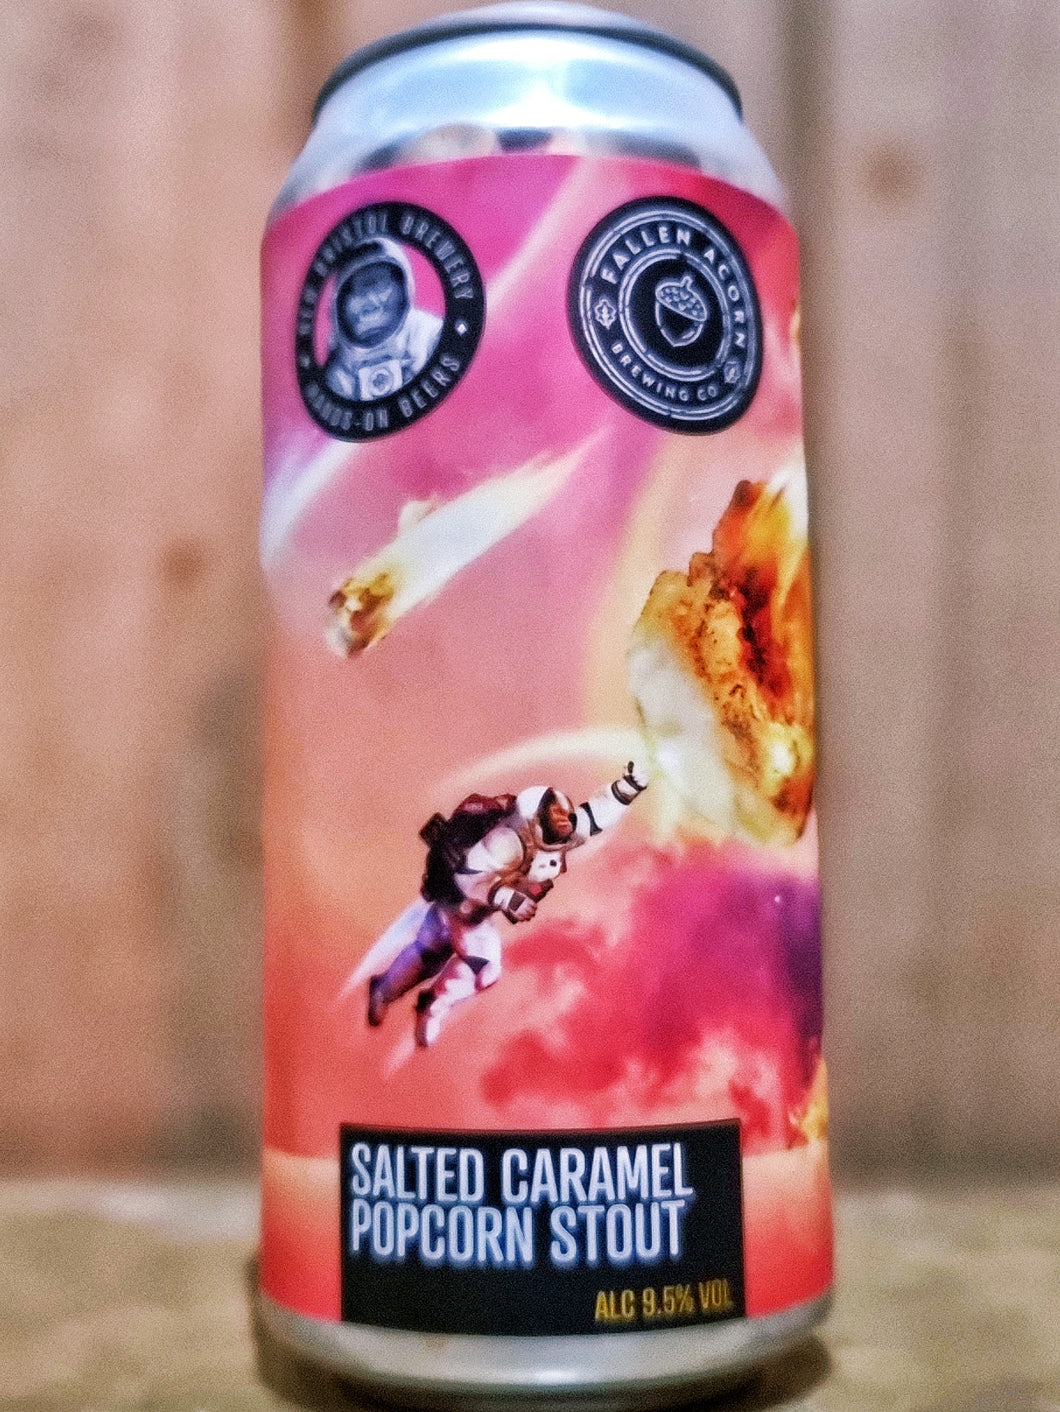 NEW BRISTOL BREWERY
HANDS-ON BEERS
FALLEN ACORN
BREWING CO
SALTED CARAMEL
POPCORN STOUT
ALC 9.5% VOL